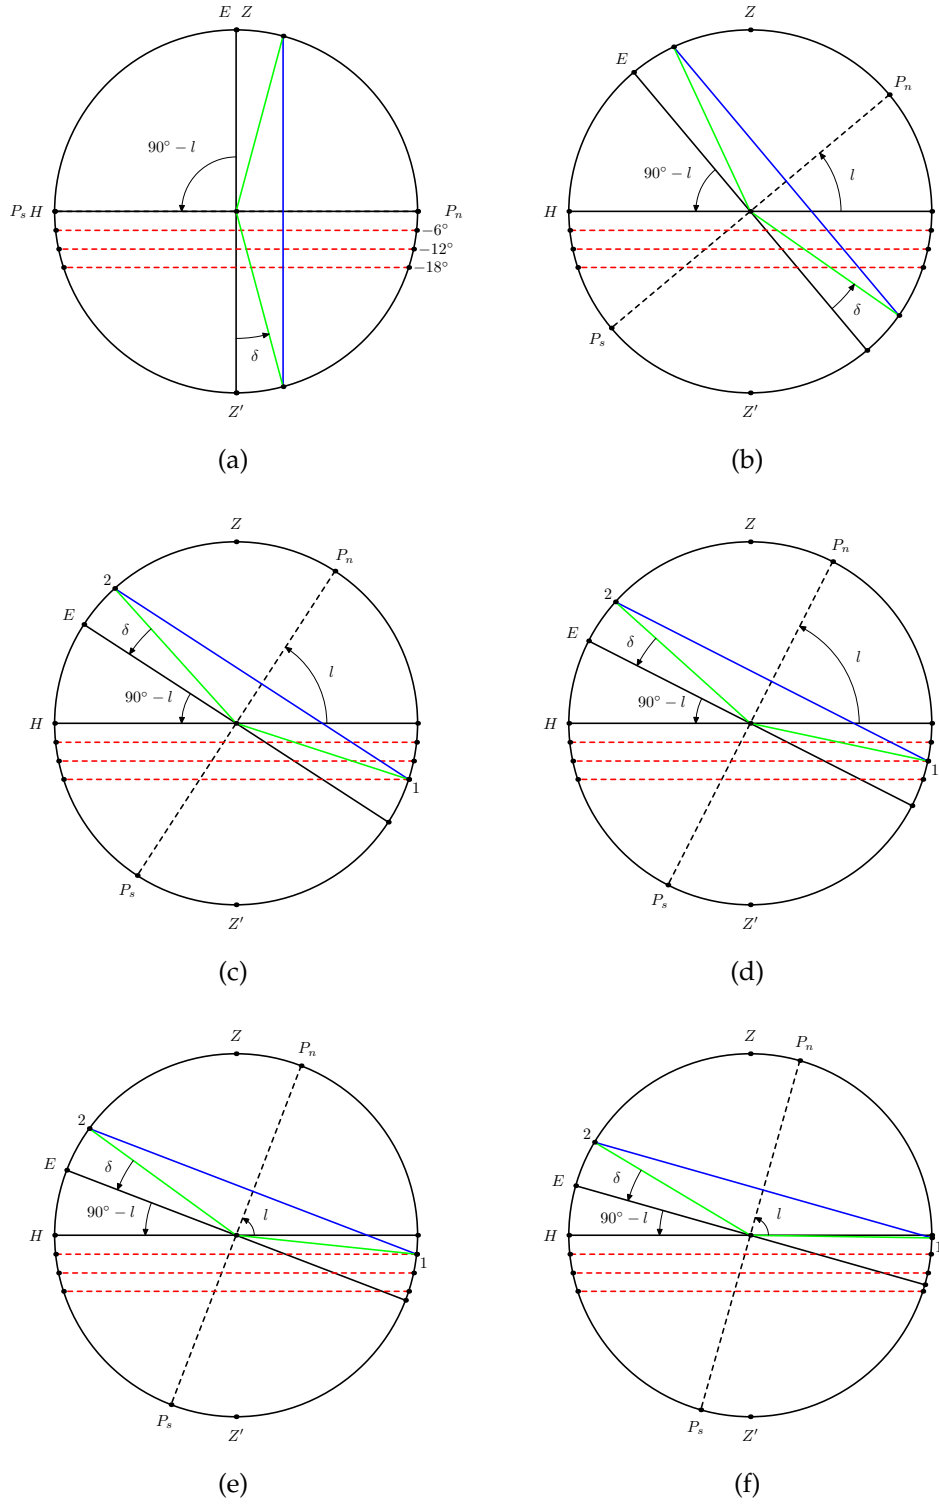 E Z
90° − l
P_s H P_n
−6°
−12°
−18°
δ
Z′
(a)
Z
E
P_n
90° − l
l
H
δ
P_s
Z′
(b)
Z
P_n
2
E
δ
l
90° − l
H
1
P_s
Z′
(c)
Z
P_n
2
E
δ
l
90° − l
H
1
P_s
Z′
(d)
Z
P_n
2
E
δ
90° − l
l
H
1
P_s
Z′
(e)
Z
P_n
2
E
δ
90° − l
l
H
1
P_s
Z′
(f)